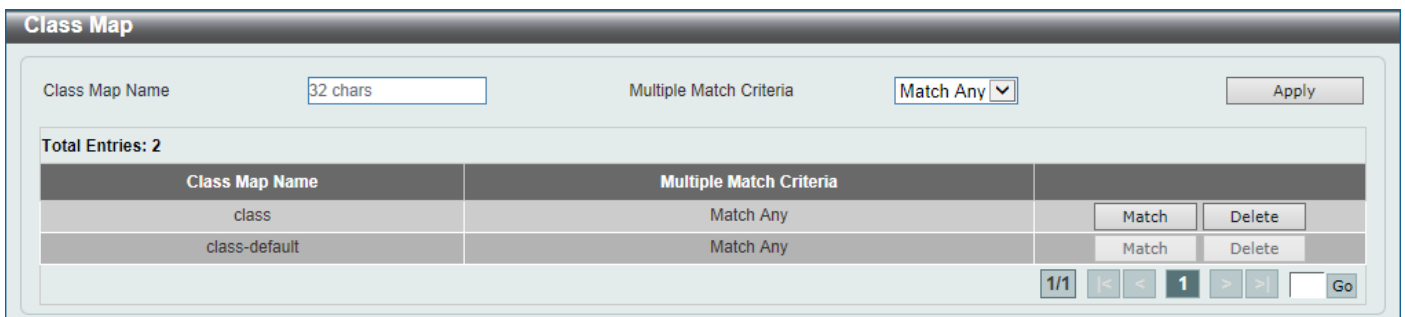 Class Map
Class Map Name 32 chars Multiple Match Criteria Match Any Apply
Total Entries: 2
Class Map Name Multiple Match Criteria
class Match Any Match Delete
class-default Match Any Match Delete
1/1 |< < 1 > >| Go